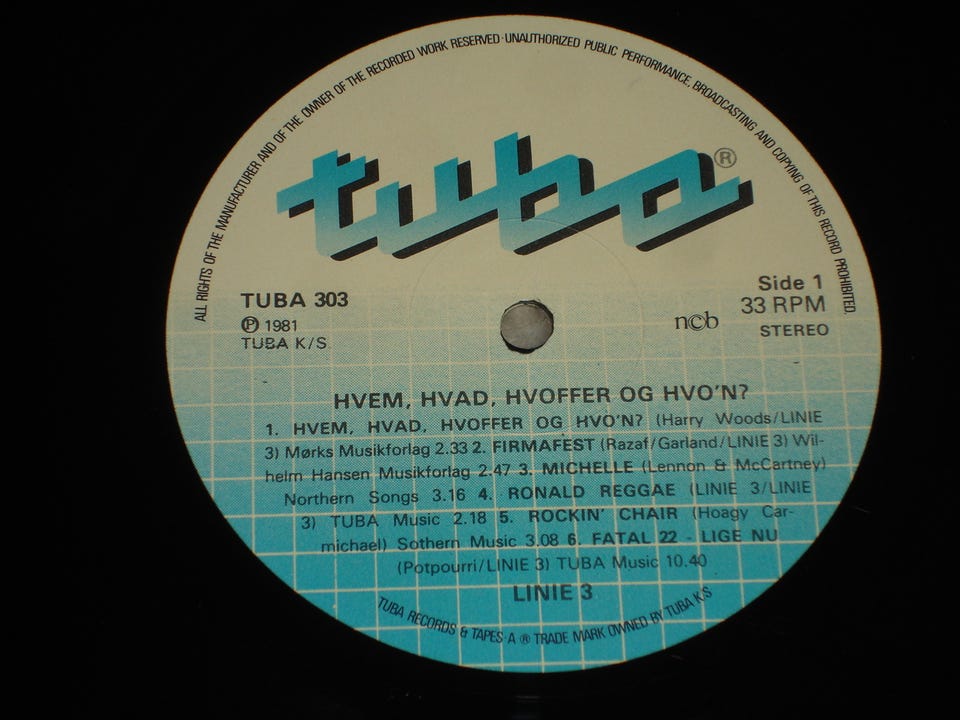 ALL RIGHTS OF THE MANUFACTURER AND OF THE OWNER OF THE RECORDED WORK RESERVED · UNAUTHORIZED PUBLIC PERFORMANCE, BROADCASTING AND COPYING OF THIS RECORD PROHIBITED.
tuba ®
TUBA 303
℗ 1981
TUBA K/S
ncb
Side 1
33 RPM
STEREO
HVEM, HVAD, HVOFFER OG HVO'N?
1. HVEM, HVAD, HVOFFER OG HVO'N? (Harry Woods/LINIE
3) Mørks Musikforlag 2.33 2. FIRMAFEST (Razaf/Garland/LINIE 3) Wil-
helm Hansen Musikforlag 2.47 3. MICHELLE (Lennon & McCartney)
Northern Songs 3.16 4. RONALD REGGAE (LINIE 3/LINIE
3) TUBA Music 2.18 5. ROCKIN' CHAIR (Hoagy Car-
michael) Sothern Music 3.08 6. FATAL 22 - LIGE NU
(Potpourri/LINIE 3) TUBA Music 10.40
LINIE 3
TUBA RECORDS & TAPES · A ® TRADE MARK OWNED BY TUBA K/S